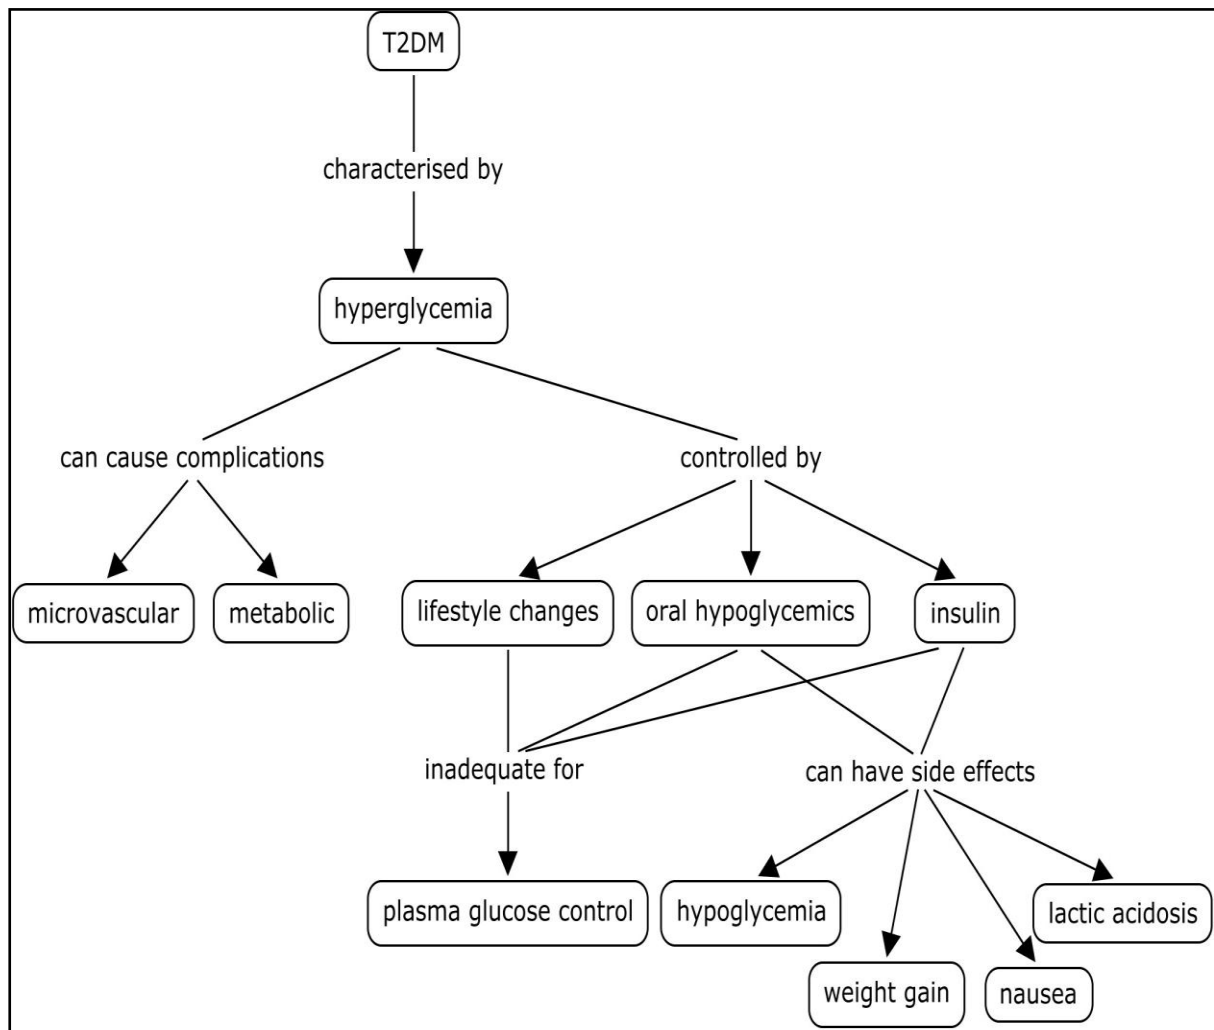 T2DM
characterised by
hyperglycemia
can cause complications
controlled by
microvascular
metabolic
lifestyle changes
oral hypoglycemics
insulin
inadequate for
can have side effects
plasma glucose control
hypoglycemia
lactic acidosis
weight gain
nausea